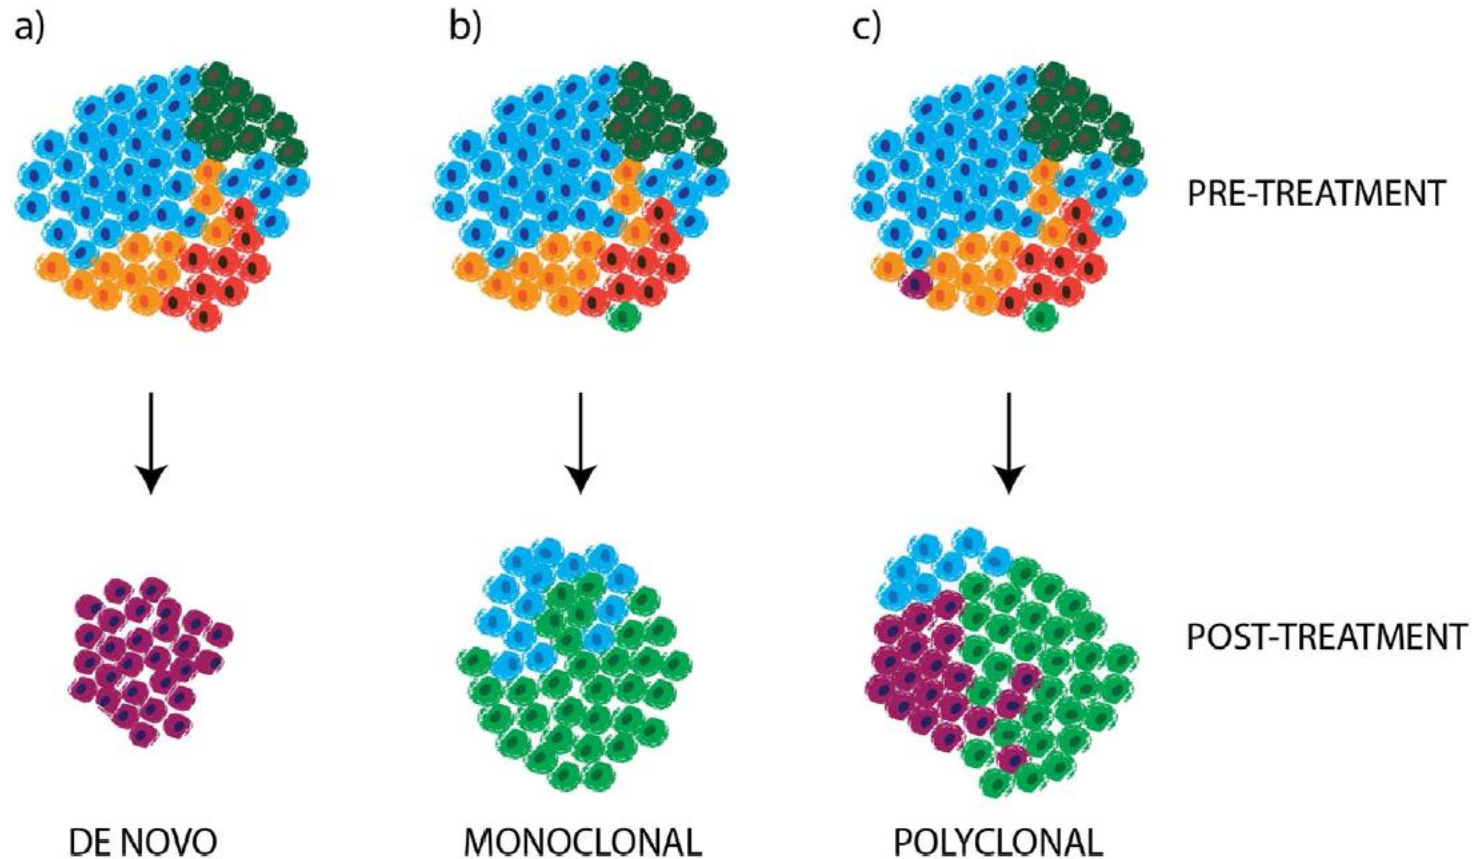 a)
b)
c)
PRE-TREATMENT
POST-TREATMENT
DE NOVO
MONOCLONAL
POLYCLONAL